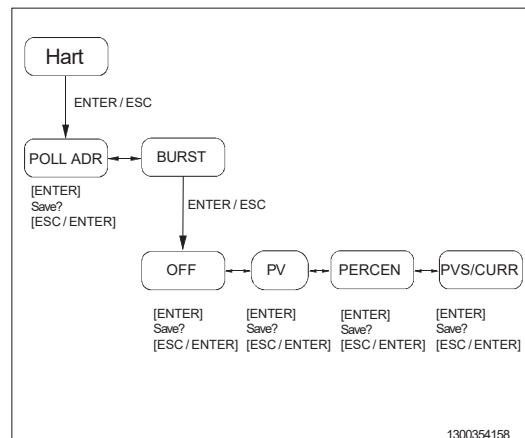 Hart
ENTER / ESC
POLL ADR
BURST
[ENTER]
Save?
[ESC / ENTER]
ENTER / ESC
OFF
PV
PERCEN
PVS/CURR
[ENTER]
Save?
[ESC / ENTER]
[ENTER]
Save?
[ESC / ENTER]
[ENTER]
Save?
[ESC / ENTER]
[ENTER]
Save?
[ESC / ENTER]
1300354158